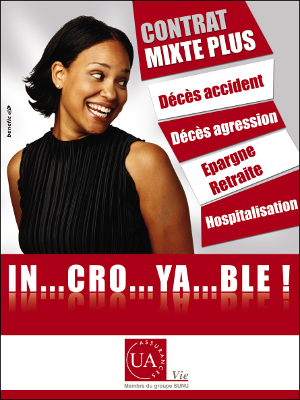 CONTRAT
MIXTE PLUS
Décès accident
Décès agression
Epargne
Retraite
Hospitalisation
benefic
IN...CRO...YA...BLE !
ASSURANCES
UA
Vie
Membre du groupe SUNU